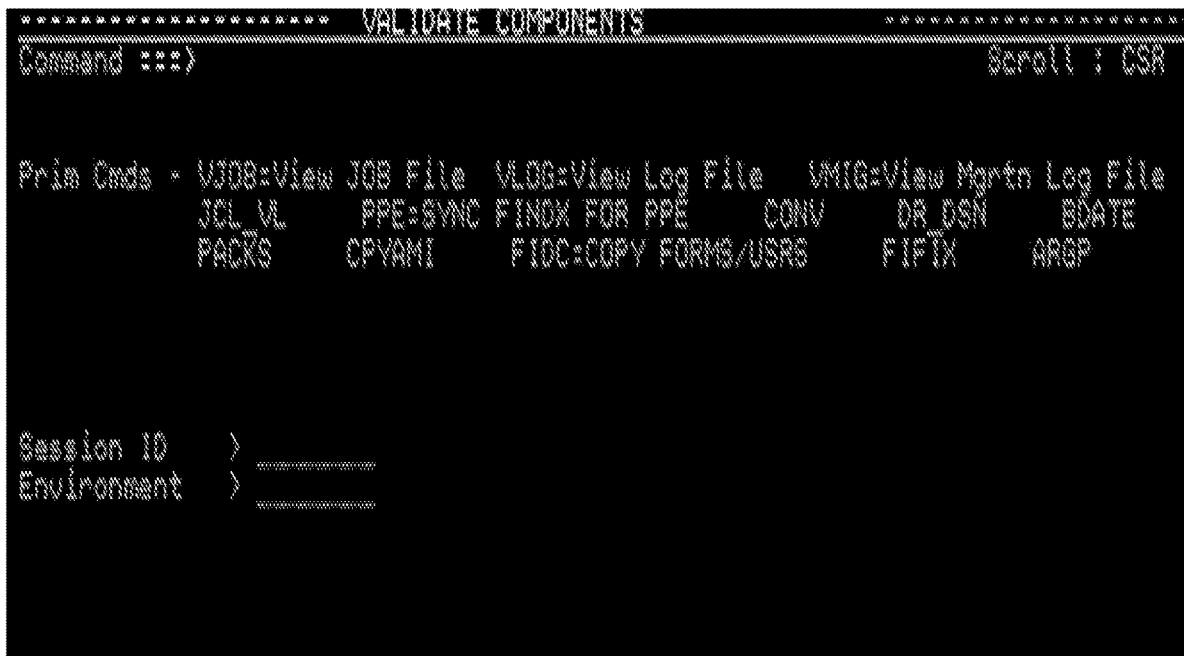 ------------------- VALIDATE COMPONENTS -------------------
Command ===> Scroll : CSR
Prim Cmds - VJOB=View JOB File VLOG=View Log File VMIG=View Mgrtn Log File
JCL_VL PPE=SYNC FINDX FOR PPE CONV DR_DSN BDATE
PACKS CPYAMI FIDC=COPY FORMS/USRS FIFIX ARGP
Session ID >
Environment >